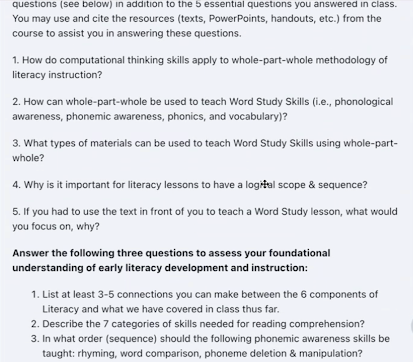 questions (see below) in addition to the 5 essential questions you answered in class.
You may use and cite the resources (texts, PowerPoints, handouts, etc.) from the
course to assist you in answering these questions.
1. How do computational thinking skills apply to whole-part-whole methodology of
literacy instruction?
2. How can whole-part-whole be used to teach Word Study Skills (i.e., phonological
awareness, phonemic awareness, phonics, and vocabulary)?
3. What types of materials can be used to teach Word Study Skills using whole-part-
whole?
4. Why is it important for literacy lessons to have a logical scope & sequence?
5. If you had to use the text in front of you to teach a Word Study lesson, what would
you focus on, why?
Answer the following three questions to assess your foundational
understanding of early literacy development and instruction:
1. List at least 3-5 connections you can make between the 6 components of
Literacy and what we have covered in class thus far.
2. Describe the 7 categories of skills needed for reading comprehension?
3. In what order (sequence) should the following phonemic awareness skills be
taught: rhyming, word comparison, phoneme deletion & manipulation?